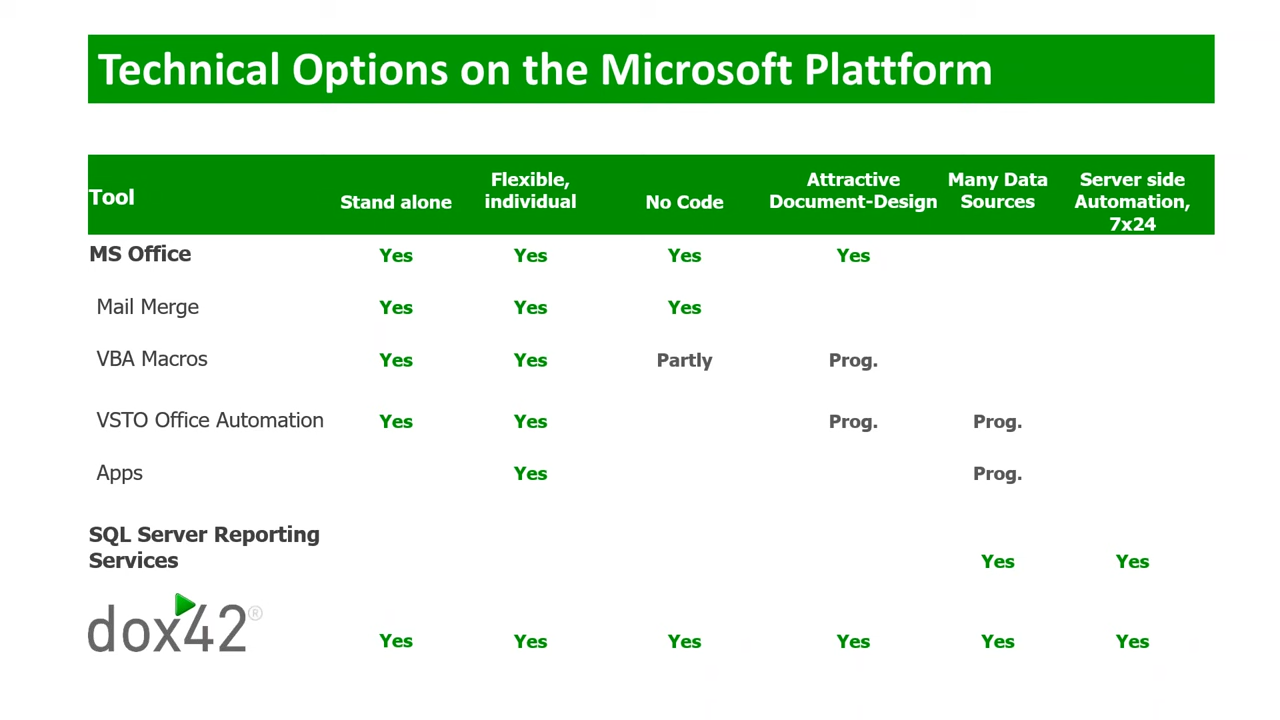 Technical Options on the Microsoft Plattform
Tool Stand alone Flexible, individual No Code Attractive Document-Design Many Data Sources Server side Automation, 7x24
MS Office Yes Yes Yes Yes
Mail Merge Yes Yes Yes
VBA Macros Yes Yes Partly Prog.
VSTO Office Automation Yes Yes Prog. Prog.
Apps Yes Prog.
SQL Server Reporting
Services Yes Yes
dox42® Yes Yes Yes Yes Yes Yes